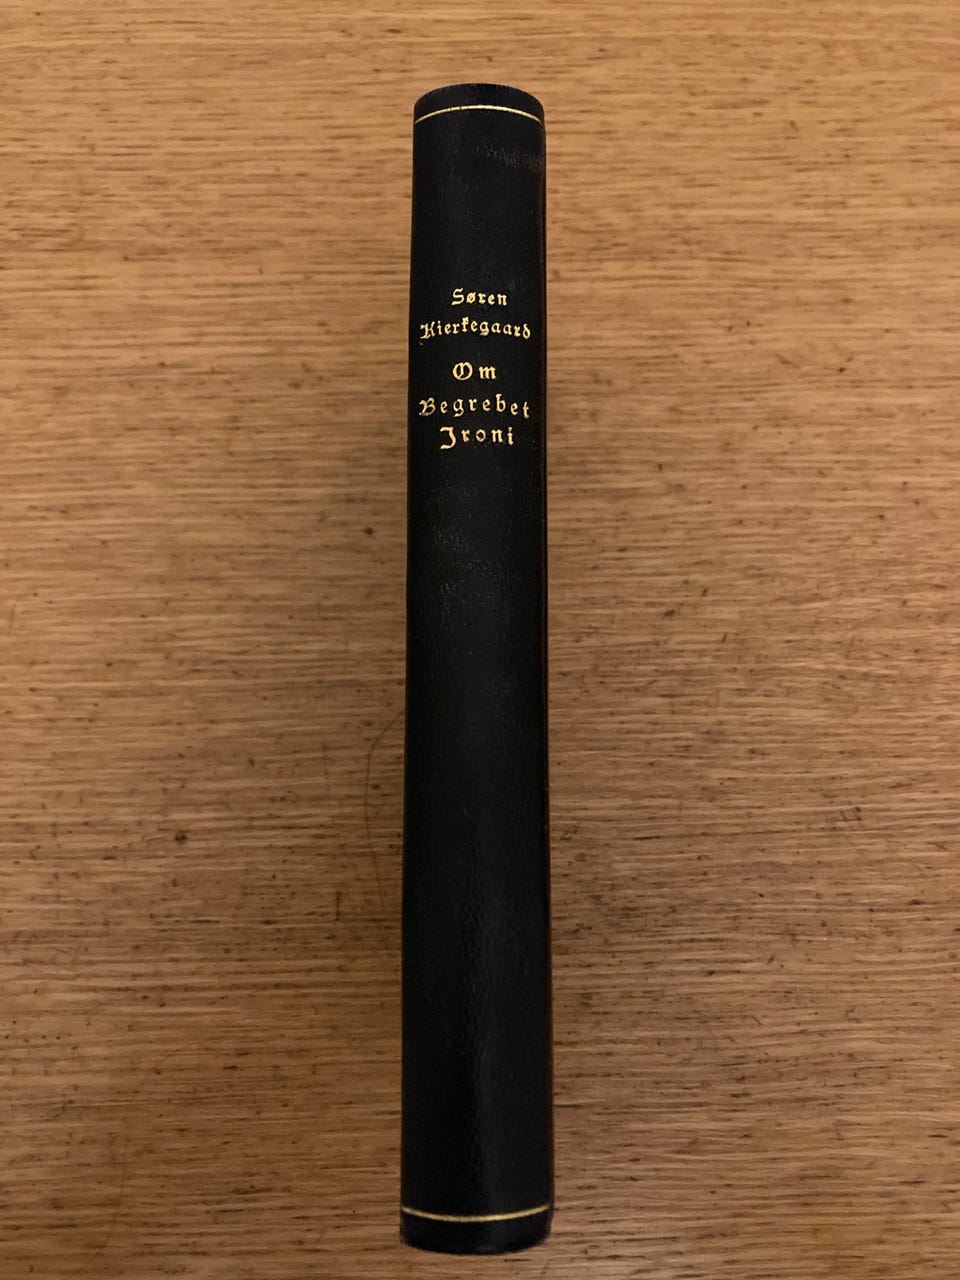 Søren
Kierkegaard
Om
Begrebet
Ironi